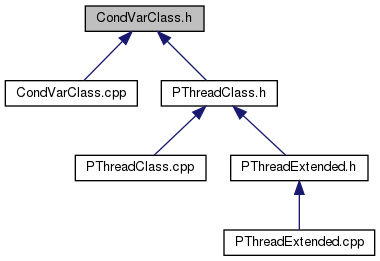 CondVarClass.h
CondVarClass.cpp
PThreadClass.h
PThreadClass.cpp
PThreadExtended.h
PThreadExtended.cpp